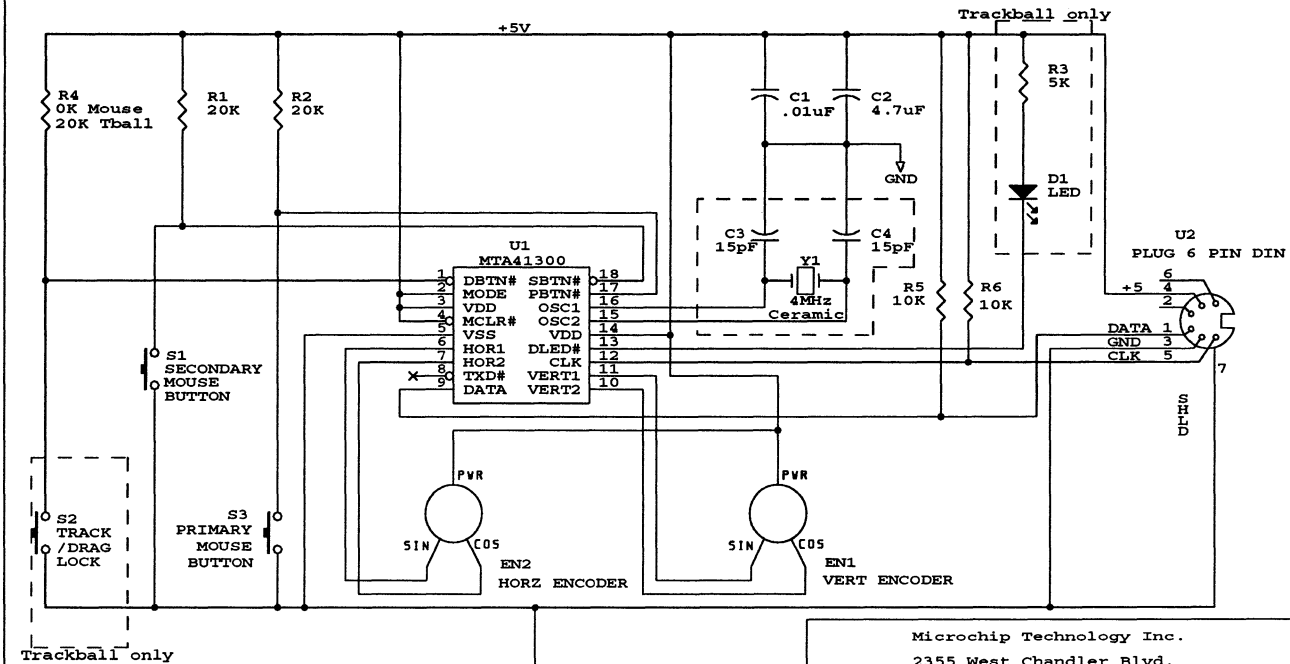 Trackball only
+5V
R4
0K Mouse
20K Tball
R1
20K
R2
20K
C1
.01uF
C2
4.7uF
R3
5K
GND
D1
LED
C3
15pF
C4
15pF
Y1
4MHz
Ceramic
R5
10K
R6
10K
U2
PLUG 6 PIN DIN
6
+5 4
2
DATA 1
GND 3
CLK 5
7
SHLD
U1
MTA41300
1 DBTN# SBTN# 18
2 MODE PBTN# 17
3 VDD OSC1 16
4 MCLR# OSC2 15
5 VSS VDD 14
6 HOR1 DLED# 13
7 HOR2 CLK 12
8 TXD# VERT1 11
9 DATA VERT2 10
S1
SECONDARY
MOUSE
BUTTON
S2
TRACK
/DRAG
LOCK
S3
PRIMARY
MOUSE
BUTTON
PWR
SIN COS
EN2
HORZ ENCODER
PWR
SIN COS
EN1
VERT ENCODER
Trackball only
Microchip Technology Inc.
2355 West Chandler Blvd.